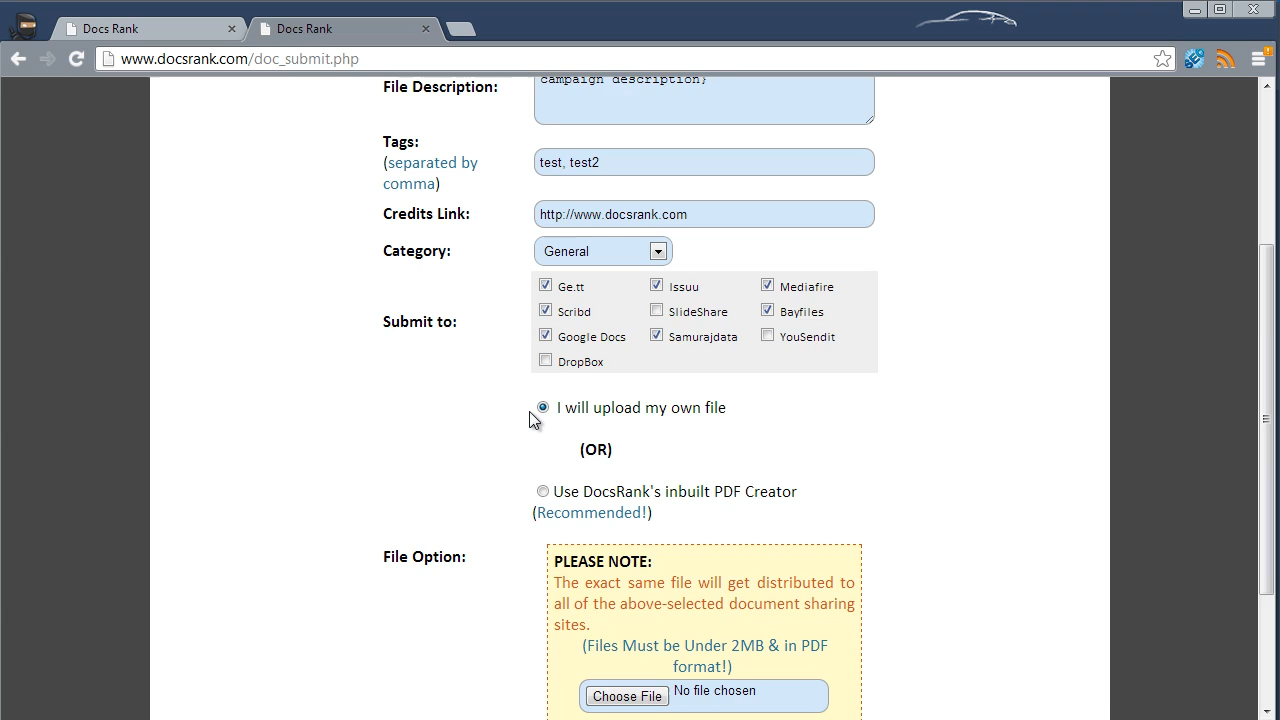 Docs Rank
Docs Rank
www.docsrank.com/doc_submit.php
campaign description}
File Description:
Tags:
(separated by
comma)
test, test2
Credits Link:
http://www.docsrank.com
Category:
General
Submit to:
Ge.tt
Issuu
Mediafire
Scribd
SlideShare
Bayfiles
Google Docs
Samurajdata
YouSendit
DropBox
I will upload my own file
(OR)
Use DocsRank's inbuilt PDF Creator
(Recommended!)
File Option:
PLEASE NOTE:
The exact same file will get distributed to
all of the above-selected document sharing
sites.
(Files Must be Under 2MB & in PDF
format!)
Choose File
No file chosen